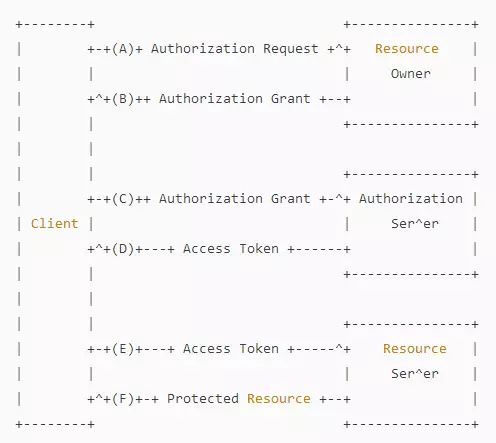 +--------+                               +---------------+
|        +-+(A)+ Authorization Request +^+   Resource    |
|        |                               |     Owner     |
|        +^+(B)++ Authorization Grant +--+               |
|        |                               +---------------+
|        |
|        |                               +---------------+
|        +-+(C)++ Authorization Grant +-^+ Authorization |
| Client |                               |     Ser^er    |
|        +^+(D)+---+ Access Token +------+               |
|        |                               +---------------+
|        |
|        |                               +---------------+
|        +-+(E)+---+ Access Token +-----^+    Resource   |
|        |                               |     Ser^er    |
|        +^+(F)+-+ Protected Resource +--+               |
+--------+                               +---------------+